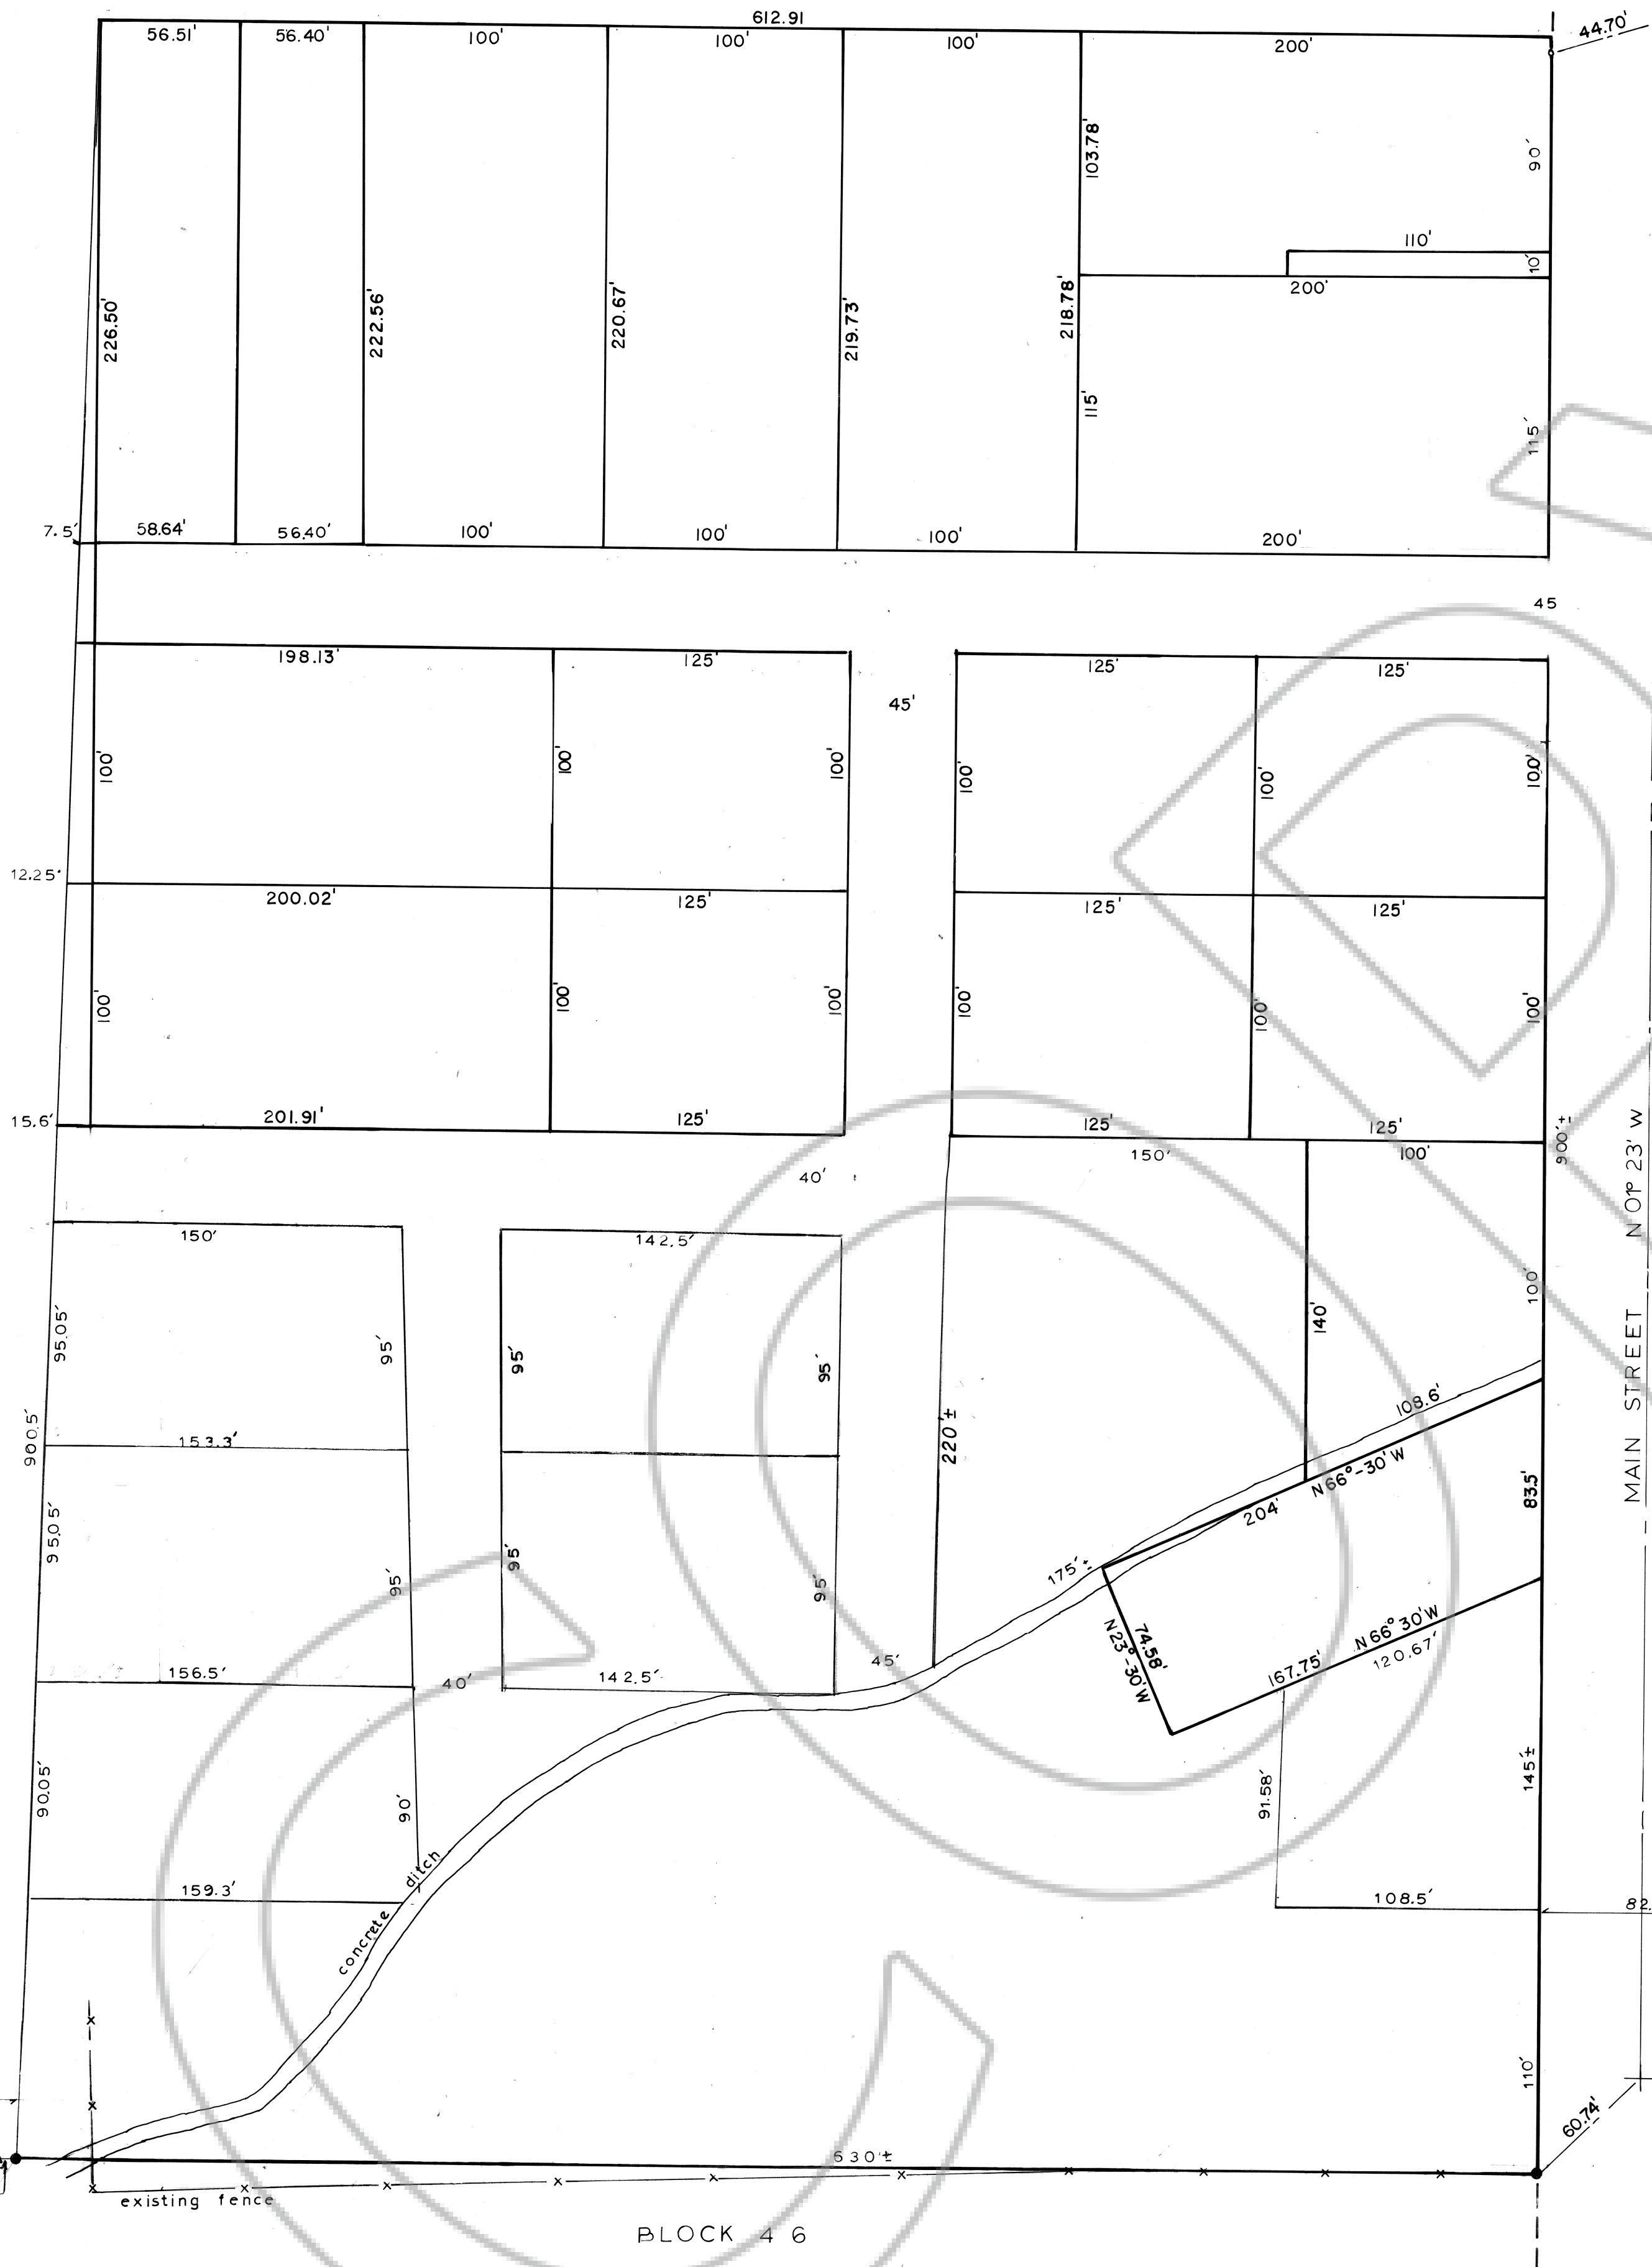 612.91
44.70'
56.51' 56.40' 100' 100' 100' 200'
103.78'
90'
110'
10'
200'
226.50' 222.56' 220.67' 219.73' 218.78'
115' 115'
7.5' 58.64' 56.40' 100' 100' 100' 200'
45
198.13' 125' 125' 125'
45'
100' 100' 100' 100' 100' 100'
12.25'
200.02' 125' 125' 125'
100' 100' 100' 100' 100' 100'
15.6' 201.91' 125' 125' 125'
900'±
MAIN STREET N 01° 23' W
150' 100'
40'
150' 142.5'
95.05' 95' 95' 95' 140' 100'
900.5' 153.3' 220'± 108.6'
N 66°-30' W
204'
83.5'
95.05' 95' 95' 95'
175'±
74.58'
N 23°-30' W
N 66° 30' W
167.75' 120.67'
156.5' 40' 142.5' 45'
90.05' 90' 91.58' 145'±
ditch
concrete
159.3' 108.5' 82.
110'
60.74'
630'±
existing fence
BLOCK 46